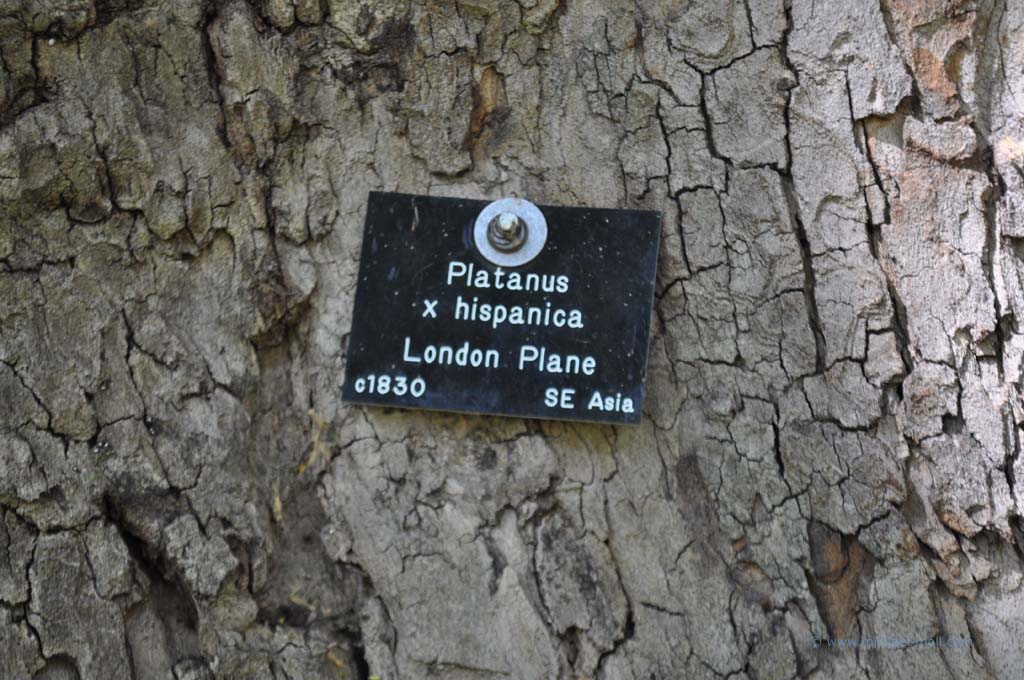 Platanus
x hispanica
London Plane
c1830 SE Asia